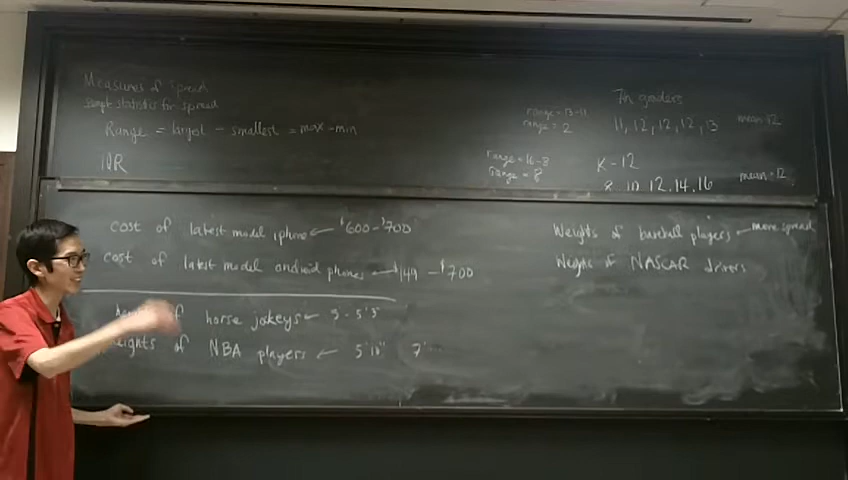 Measures of Spread
sample statistics for spread
Range = largest - smallest = max - min
IQR
range = 13-11
range = 2
7th graders
11, 12, 12, 12, 13
mean = 12
range = 16-8
range = 8
K-12
8, 10, 12, 14, 16
mean = 12
cost of latest model iphone ← $600-$700
cost of latest model android phones ← $149 - $700
heights of horse jokeys ← 5-5'3"
heights of NBA players ← 5'10" 7'
Weights of baseball players ← more spread
Weights of NASCAR drivers